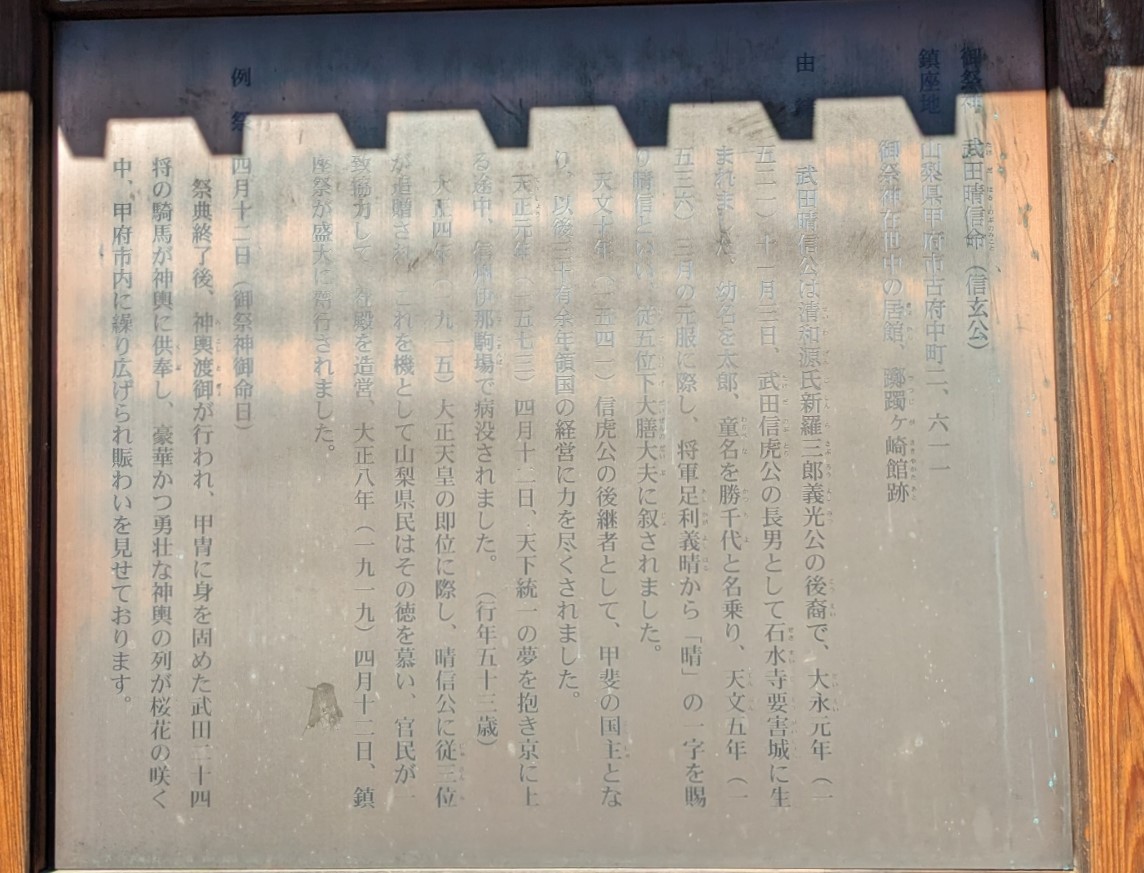 御祭神 武田晴信命(信玄公)
鎮座地 山梨県甲府市古府中町二、六一一
御祭神在世中の居館、躑躅ヶ崎館跡
由 緒
武田晴信公は清和源氏新羅三郎義光公の後裔で、大永元年(一
五二一)十一月三日、武田信虎公の長男として石水寺要害城に生
まれました。幼名を太郎、童名を勝千代と名乗り、天文五年(一
五三六)三月の元服に際し、将軍足利義晴から「晴」の一字を賜
り晴信と 、従五位下大膳大夫に叙されました。
天文十年(一五四一)信虎公の後継者として、甲斐の国主とな
り、以後三十有余年領国の経営に力を尽くされました。
天正元年(一五七三)四月十二日、天下統一の夢を抱き京に上
る途中、信州伊那駒場で病没されました。(行年五十三歳)
大正四年(一九一五)大正天皇の即位に際し、晴信公に従三位
が追贈され、これを機として山梨県民はその徳を慕い、官民が一
致協力して、社殿を造営、大正八年(一九一九)四月十二日、鎮
座祭が盛大に斎行されました。
例 祭 四月十二日(御祭神御命日)
祭典終了後、神輿渡御が行われ、甲冑に身を固めた武田二十四
将の騎馬が神輿に供奉し、豪華かつ勇壮な神輿の列が桜花の咲く
中、甲府市内に繰り広げられ賑わいを見せております。